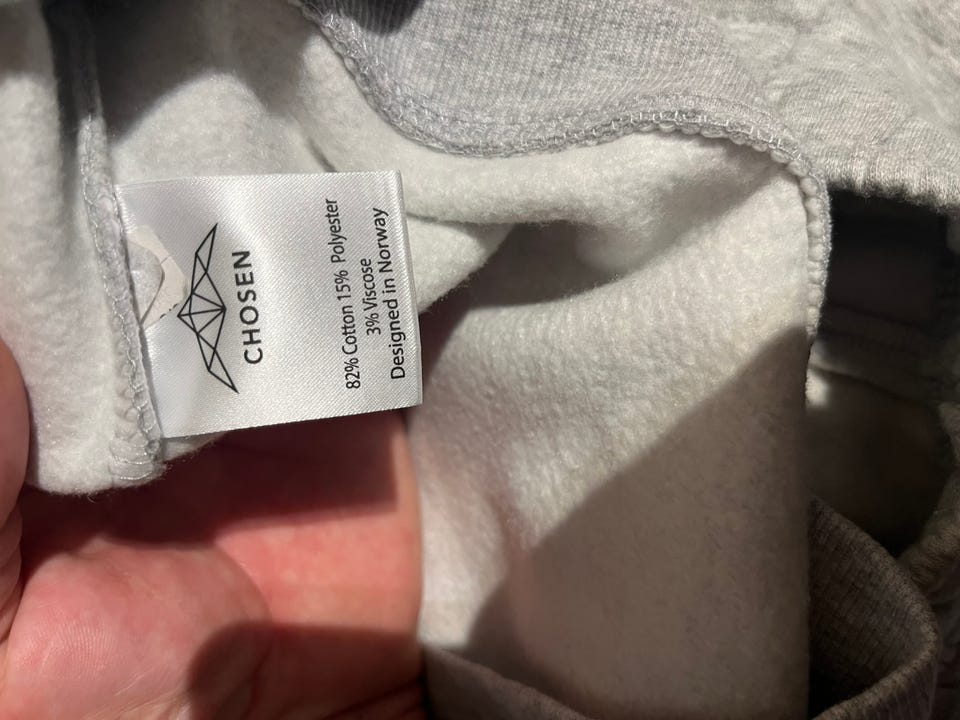 CHOSEN
82% Cotton 15% Polyester
3% Viscose
Designed in Norway